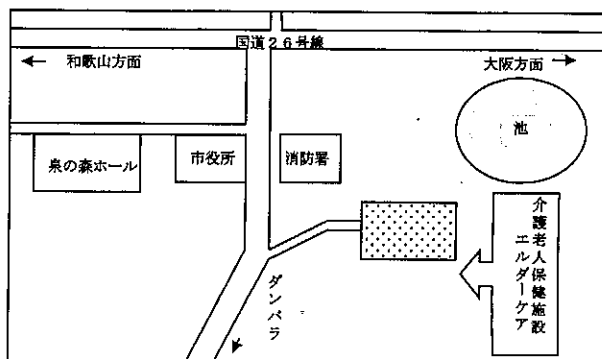 国道２６号線
← 和歌山方面
大阪方面 →
池
泉の森ホール
市役所
消防署
介護老人保健施設
エルダーケア
ダンバラ